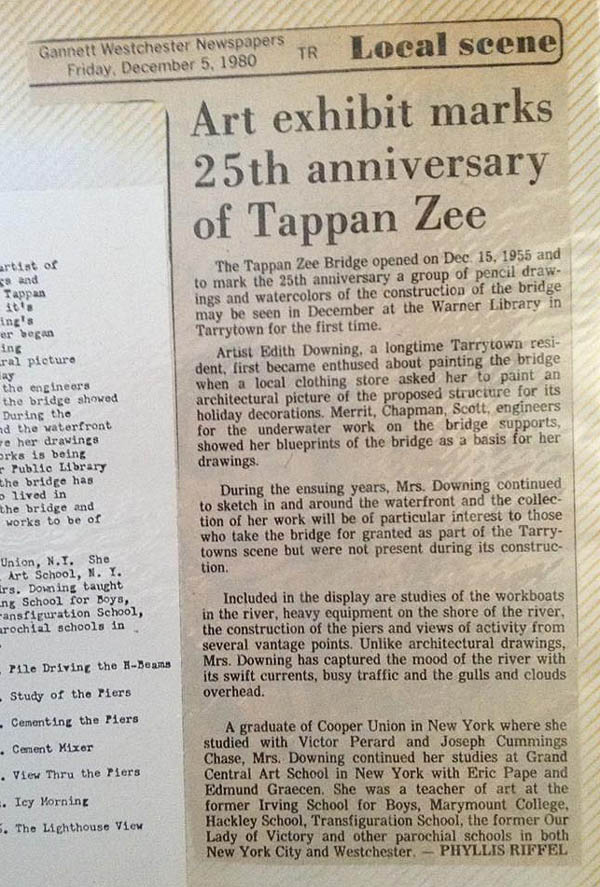 Gannett Westchester Newspapers
Friday, December 5, 1980
TR
Local scene
Art exhibit marks
25th anniversary
of Tappan Zee
The Tappan Zee Bridge opened on Dec. 15, 1955 and
to mark the 25th anniversary a group of pencil draw-
ings and watercolors of the construction of the bridge
may be seen in December at the Warner Library in
Tarrytown for the first time.
Artist Edith Downing, a longtime Tarrytown resi-
dent, first became enthused about painting the bridge
when a local clothing store asked her to paint an
architectural picture of the proposed structure for its
holiday decorations. Merrit, Chapman, Scott, engineers
for the underwater work on the bridge supports,
showed her blueprints of the bridge as a basis for her
drawings.
During the ensuing years, Mrs. Downing continued
to sketch in and around the waterfront and the collec-
tion of her work will be of particular interest to those
who take the bridge for granted as part of the Tarry-
towns scene but were not present during its construc-
tion.
Included in the display are studies of the workboats
in the river, heavy equipment on the shore of the river,
the construction of the piers and views of activity from
several vantage points. Unlike architectural drawings,
Mrs. Downing has captured the mood of the river with
its swift currents, busy traffic and the gulls and clouds
overhead.
A graduate of Cooper Union in New York where she
studied with Victor Perard and Joseph Cummings
Chase, Mrs. Downing continued her studies at Grand
Central Art School in New York with Eric Pape and
Edmund Graecen. She was a teacher of art at the
former Irving School for Boys, Marymount College,
Hackley School, Transfiguration School, the former Our
Lady of Victory and other parochial schools in both
New York City and Westchester. — PHYLLIS RIFFEL
artist of
and
Tappan
it's
ing's
er began
ing
ral picture
ay
the engineers
the bridge showed
During the
nd the waterfront
e her drawings
orks is being
r Public Library
the bridge has
o lived in
the bridge and
works to be of
Union, N.Y. She
Art School, N. Y.
rs. Downing taught
ng School for Boys,
ransfiguration School,
arochial schools in
. Pile Driving the H-Beams
. Study of the Piers
. Cementing the Piers
. Cement Mixer
. View Thru the Piers
. Icy Morning
. The Lighthouse View